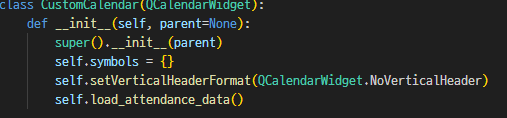 class CustomCalendar(QCalendarWidget):
    def __init__(self, parent=None):
        super().__init__(parent)
        self.symbols = {}
        self.setVerticalHeaderFormat(QCalendarWidget.NoVerticalHeader)
        self.load_attendance_data()